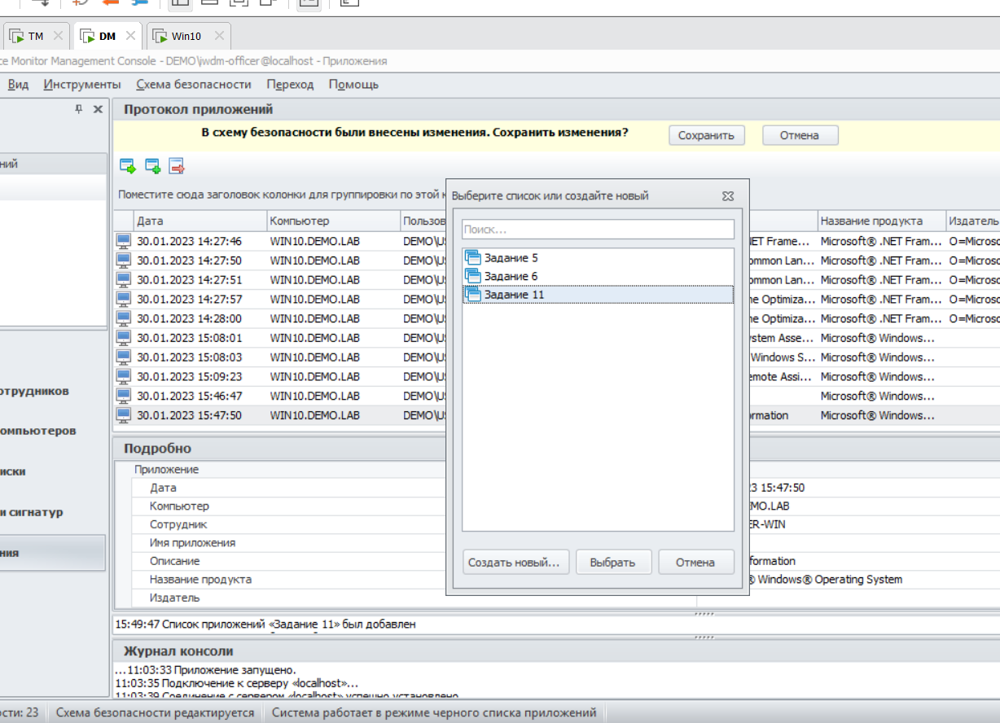 TM
DM
Win10
ce Monitor Management Console - DEMO\iwdm-officer@localhost - Приложения
Вид Инструменты Схема безопасности Переход Помощь
Протокол приложений
В схему безопасности были внесены изменения. Сохранить изменения?
Сохранить
Отмена
ний
Поместите сюда заголовок колонки для группировки по этой к
Дата Компьютер Пользов Название продукта Издатель
30.01.2023 14:27:46 WIN10.DEMO.LAB DEMO\US .NET Frame... Microsoft® .NET Fram... O=Microso
30.01.2023 14:27:50 WIN10.DEMO.LAB DEMO\US ommon Lan... Microsoft® .NET Fram... O=Microso
30.01.2023 14:27:51 WIN10.DEMO.LAB DEMO\US ommon Lan... Microsoft® .NET Fram... O=Microso
30.01.2023 14:27:57 WIN10.DEMO.LAB DEMO\US ne Optimiza... Microsoft® .NET Fram... O=Microso
30.01.2023 14:28:00 WIN10.DEMO.LAB DEMO\US ne Optimiza... Microsoft® .NET Fram... O=Microso
30.01.2023 15:08:01 WIN10.DEMO.LAB DEMO\US ystem Asse... Microsoft® Windows...
30.01.2023 15:08:03 WIN10.DEMO.LAB DEMO\US Windows S... Microsoft® Windows...
30.01.2023 15:09:23 WIN10.DEMO.LAB DEMO\US emote Assi... Microsoft® Windows...
30.01.2023 15:46:47 WIN10.DEMO.LAB DEMO\US Microsoft® Windows...
30.01.2023 15:47:50 WIN10.DEMO.LAB DEMO\US ormation Microsoft® Windows...
Выберите список или создайте новый
Поиск...
Задание 5
Задание 6
Задание 11
Создать новый...
Выбрать
Отмена
отрудников
омпьютеров
иски
и сигнатур
ния
Подробно
Приложение
Дата 23 15:47:50
Компьютер MO.LAB
Сотрудник ER-WIN
Имя приложения
Описание formation
Название продукта ® Windows® Operating System
Издатель
15:49:47 Список приложений «Задание 11» был добавлен
Журнал консоли
...11:03:33 Приложение запущено.
11:03:35 Подключение к серверу «localhost»...
11:03:39 Соединение с сервером «localhost» успешно установлено
сти: 23 Схема безопасности редактируется Система работает в режиме черного списка приложений